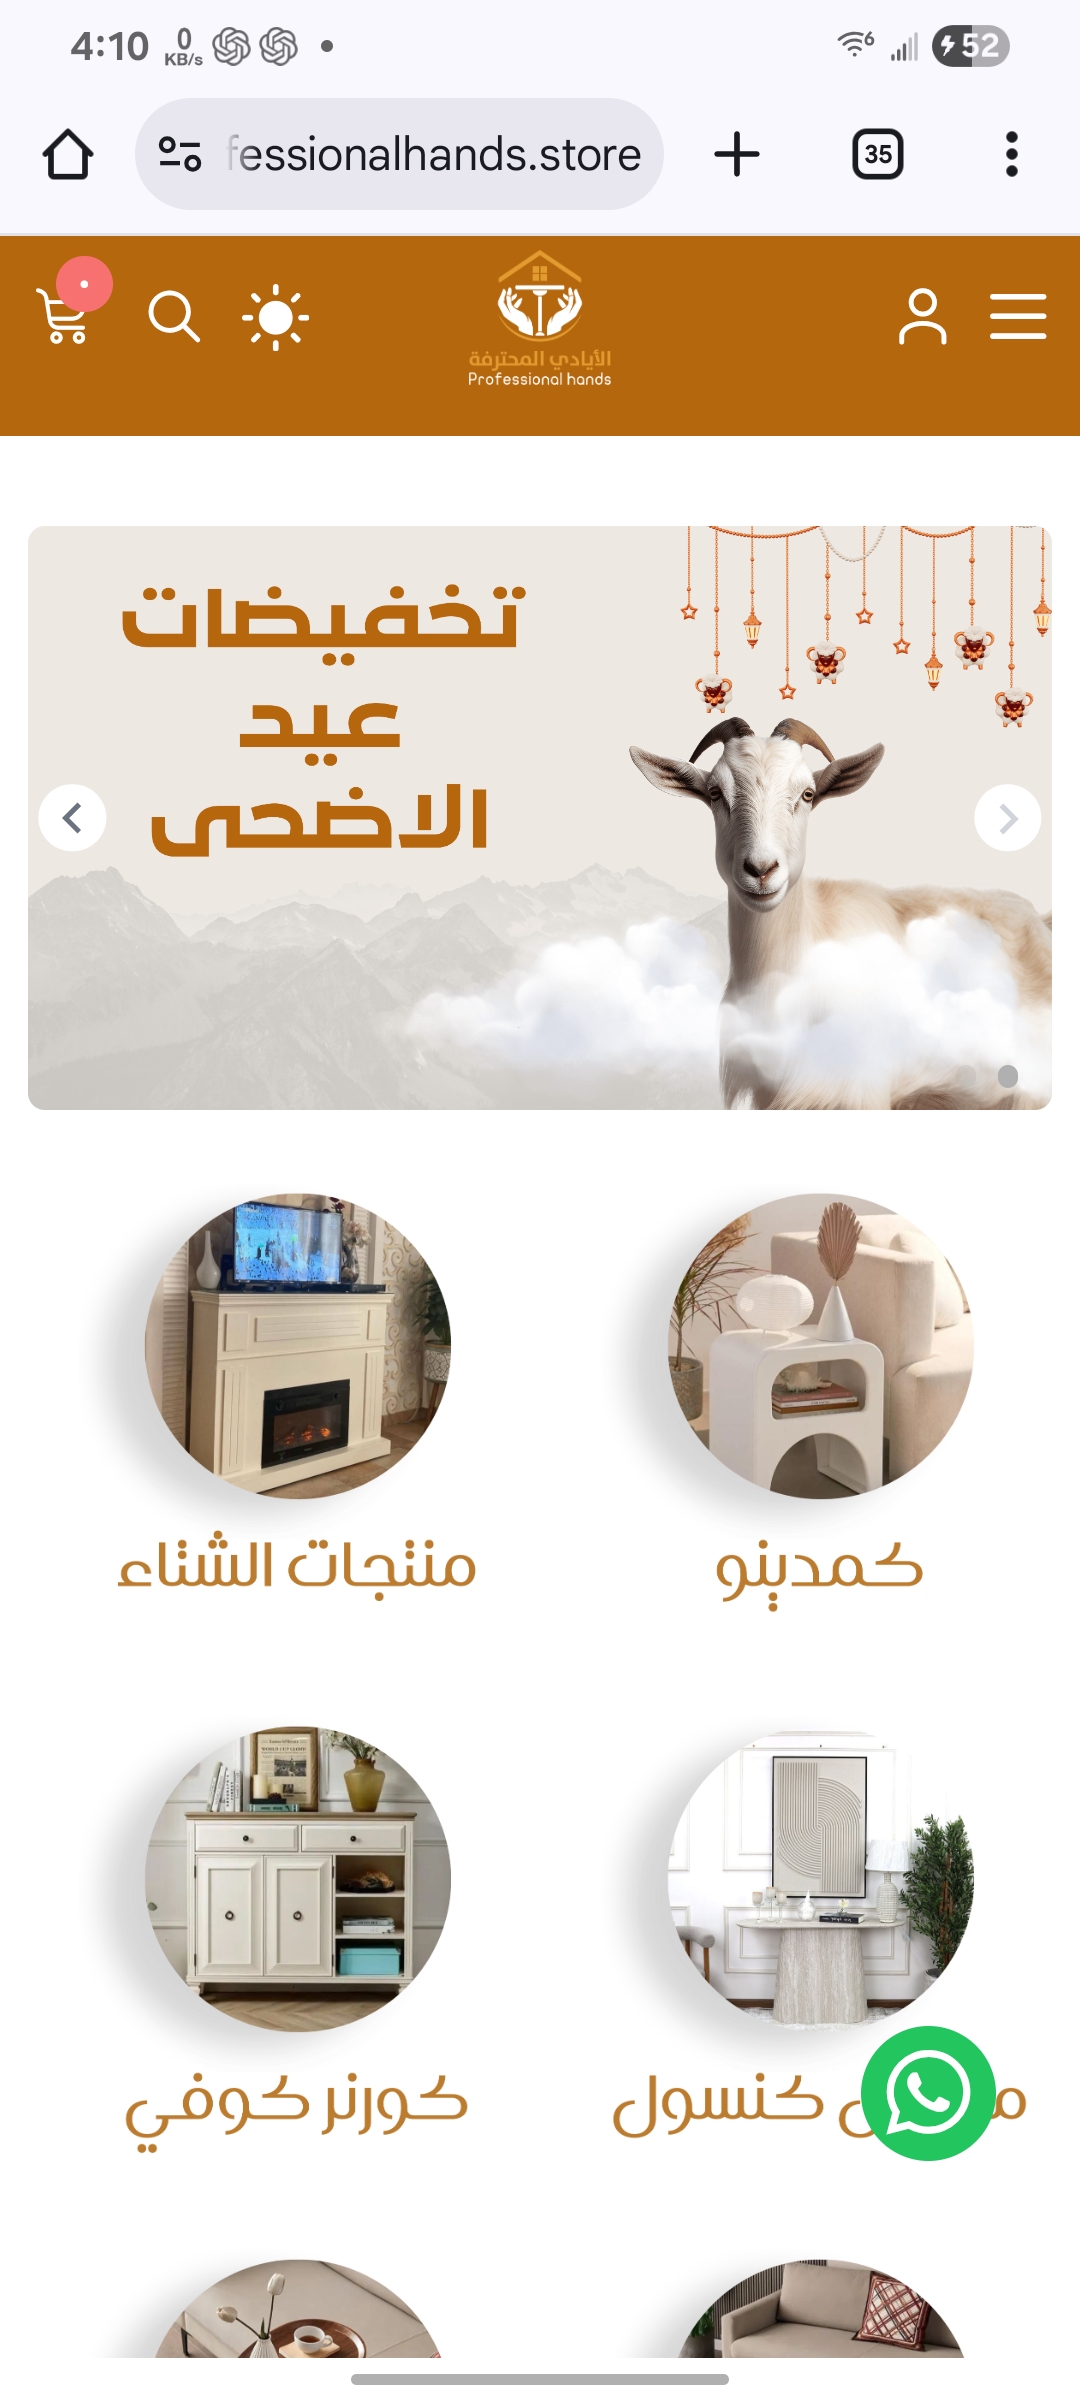 4:10
0
KB/s
6
52
fessionalhands.store
35
الأيادي المحترفة
Professional hands
تخفيضات
عيد
الاضحى
كمدينو
منتجات الشتاء
كنسول
كورنر كوفي